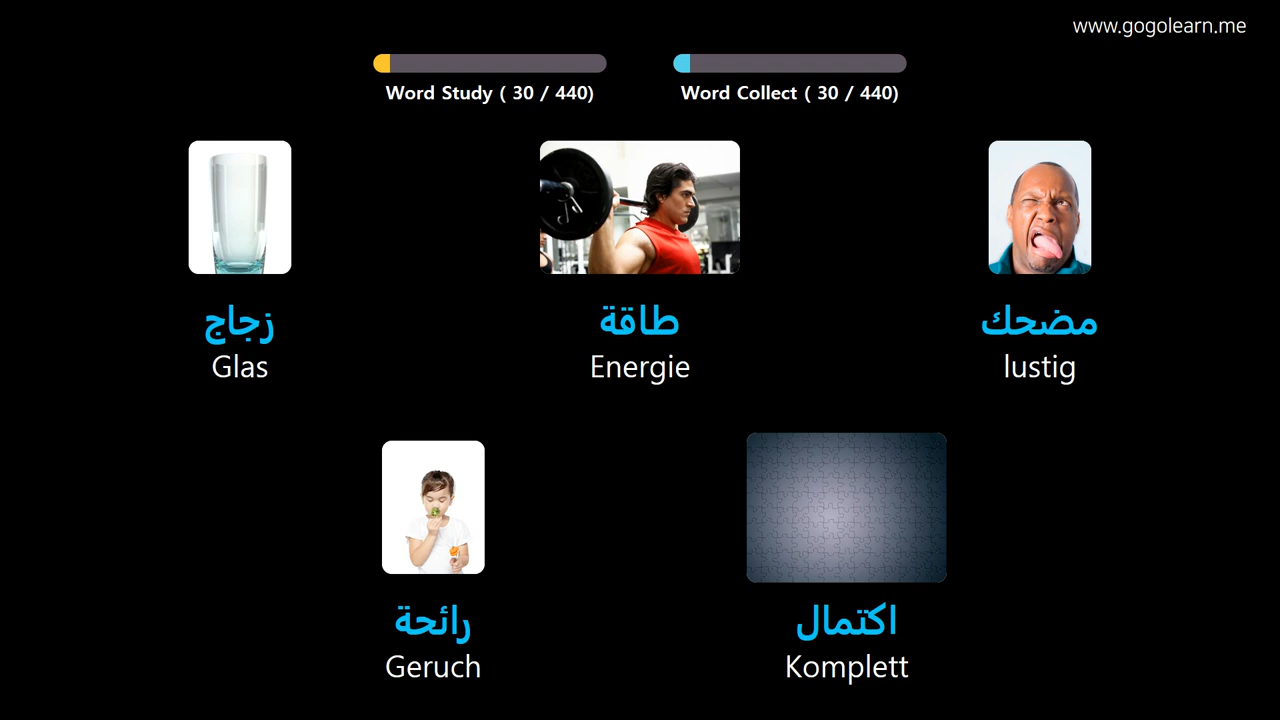 www.gogolearn.me
Word Study ( 30 / 440)
Word Collect ( 30 / 440)
زجاج
Glas
طاقة
Energie
مضحك
lustig
رائحة
Geruch
اكتمال
Komplett